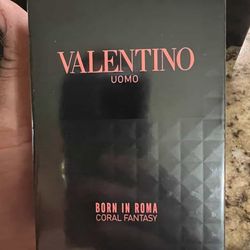 VALENTINO
UOMO
BORN IN ROMA
CORAL FANTASY